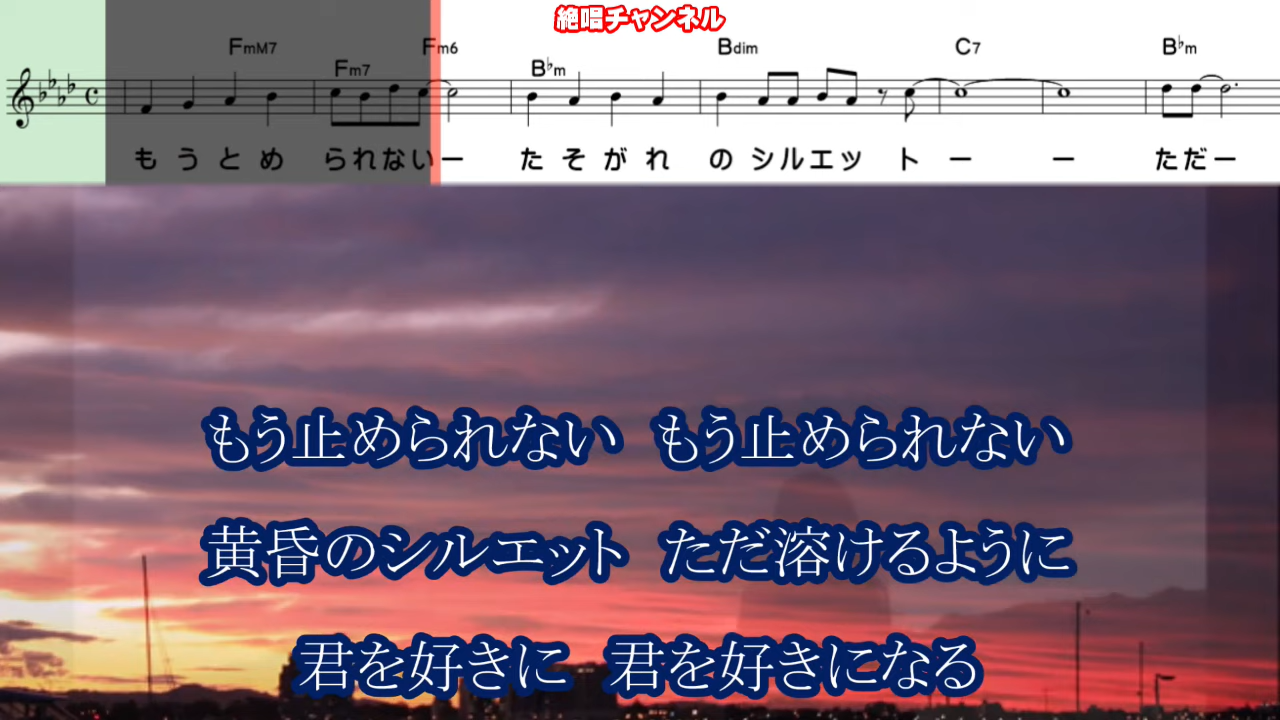 絶唱チャンネル
FmM7 Fm7 Fm6 B♭m Bdim C7 B♭m
もうとめ られないー たそがれ のシルエット ー ー ただー
もう止められない もう止められない
黄昏のシルエット ただ溶けるように
君を好きに 君を好きになる